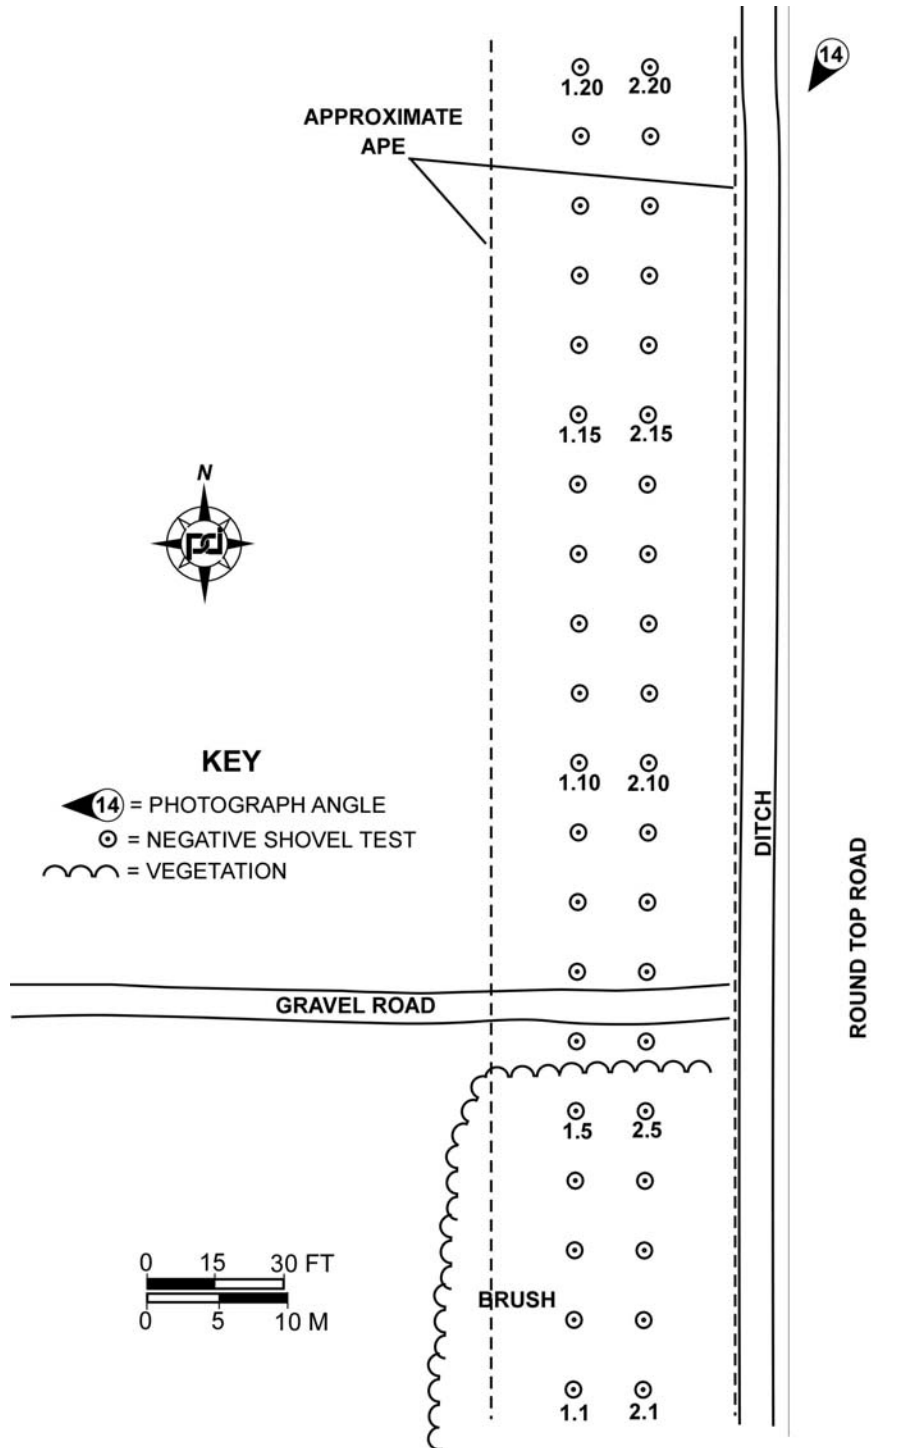 14
1.20 2.20
APPROXIMATE
APE
1.15 2.15
N
pci
KEY
14 = PHOTOGRAPH ANGLE
= NEGATIVE SHOVEL TEST
= VEGETATION
1.10 2.10
DITCH
ROUND TOP ROAD
GRAVEL ROAD
1.5 2.5
0 15 30 FT
0 5 10 M
BRUSH
1.1 2.1